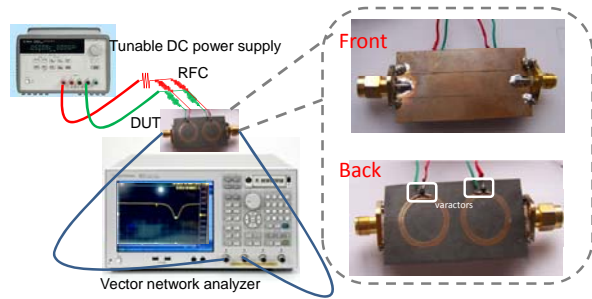 Tunable DC power supply
RFC
DUT
Vector network analyzer
Front
Back
varactors